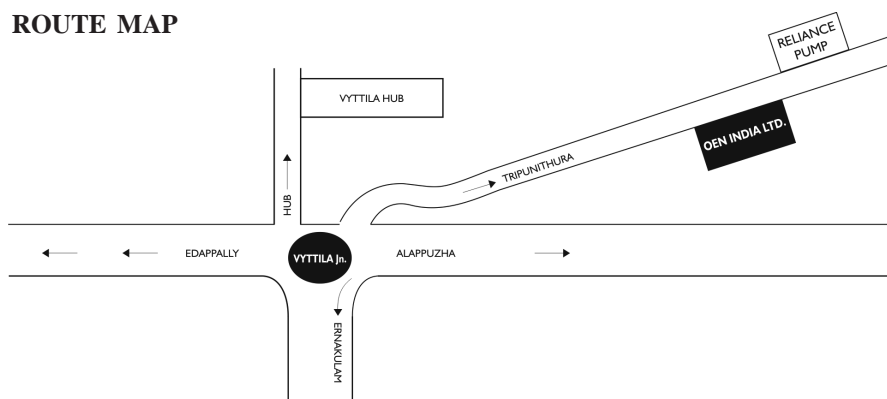 ROUTE MAP
RELIANCE
PUMP
VYTTILA HUB
OEN INDIA LTD.
TRIPUNITHURA
HUB
EDAPPALLY
VYTTILA Jn.
ALAPPUZHA
ERNAKULAM